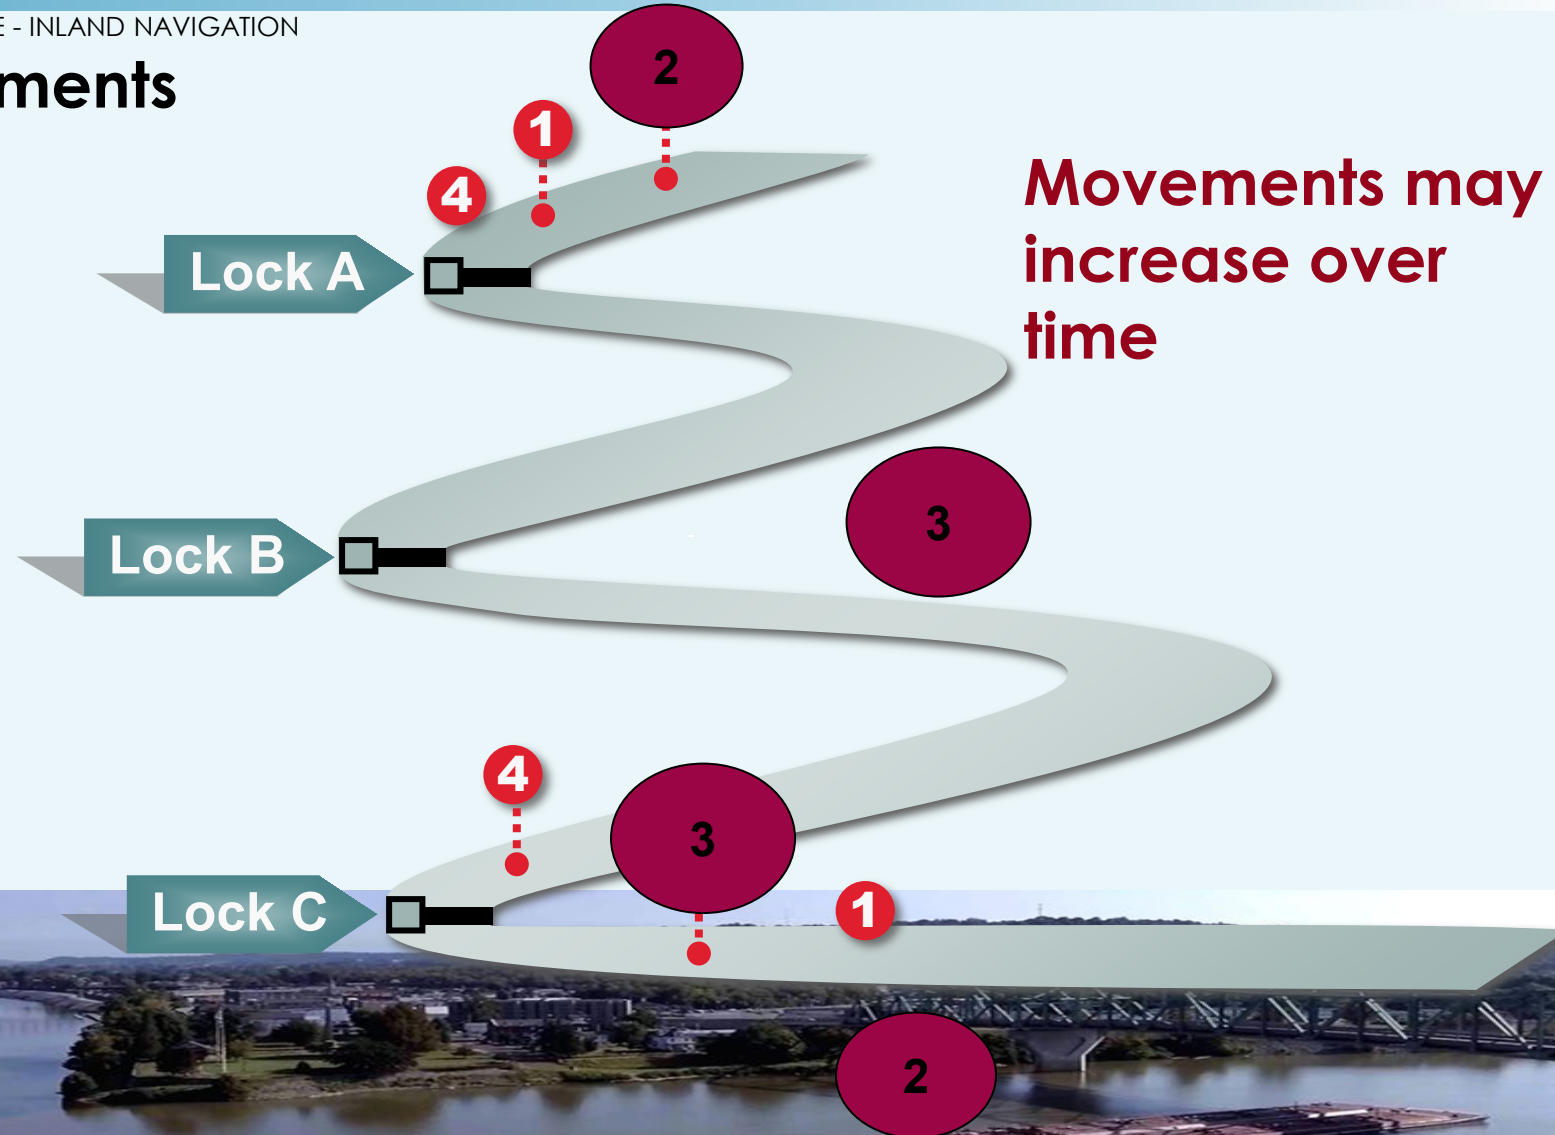 E - INLAND NAVIGATION
ments
2
1
4
Movements may
increase over
time
Lock A
3
Lock B
4
3
Lock C
1
2